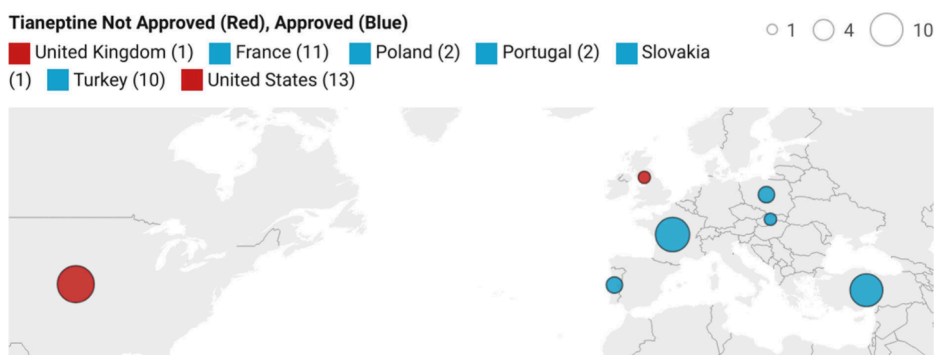 Tianeptine Not Approved (Red), Approved (Blue)
1 4 10
United Kingdom (1) France (11) Poland (2) Portugal (2) Slovakia
(1) Turkey (10) United States (13)